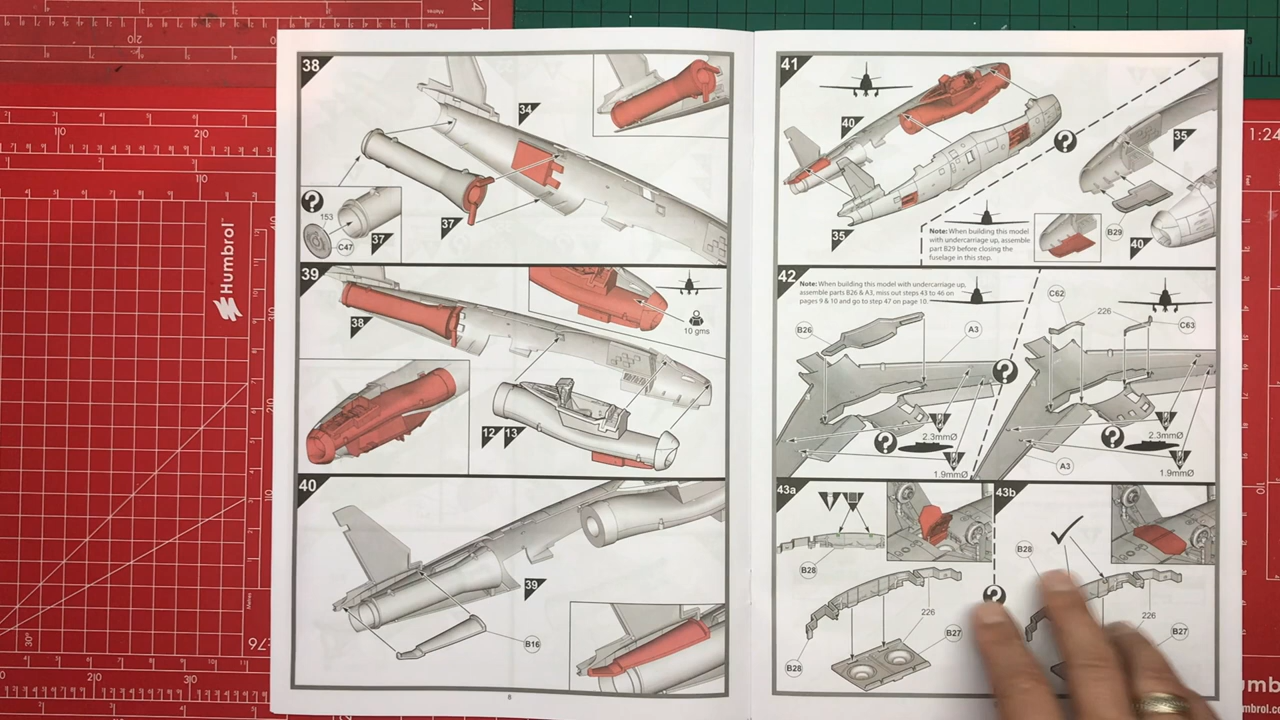 38
34
153
C47
37
37
39
38
10 gms
12 13
40
39
B16
8
41
40
35
35
B29
40
Note: When building this model
with undercarriage up, assemble
part B29 before closing the
fuselage in this step.
42
Note: When building this model with undercarriage up,
assemble parts B26 & A3, miss out steps 43 to 46 on
pages 9 & 10 and go to step 47 on page 10.
B26
A3
C62
226
C63
2.3mmØ
1.9mmØ
2.3mmØ
A3
1.9mmØ
43a
B28
226
B27
B28
43b
B28
226
B27
Humbrol
1:24